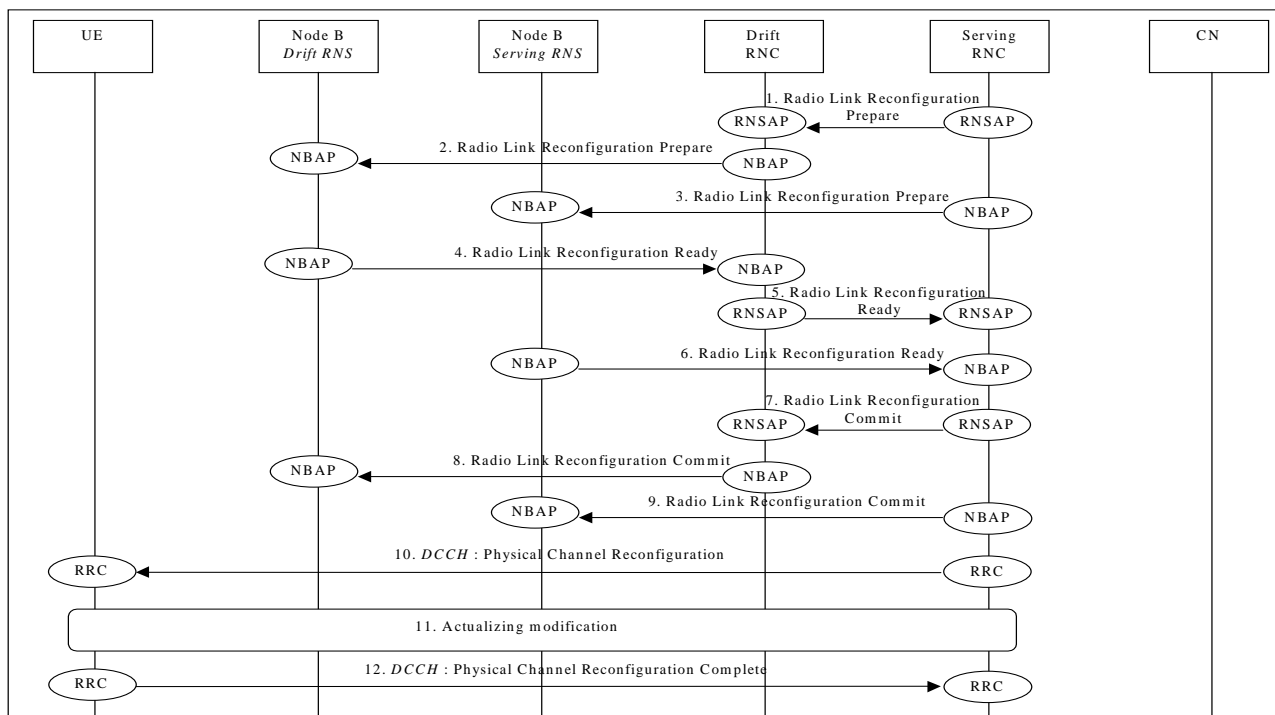 UE
Node B
Drift RNS
Node B
Serving RNS
Drift
RNC
Serving
RNC
CN
1. Radio Link Reconfiguration
Prepare
RNSAP
RNSAP
2. Radio Link Reconfiguration Prepare
NBAP
NBAP
3. Radio Link Reconfiguration Prepare
NBAP
NBAP
4. Radio Link Reconfiguration Ready
NBAP
NBAP
5. Radio Link Reconfiguration
Ready
RNSAP
RNSAP
6. Radio Link Reconfiguration Ready
NBAP
NBAP
7. Radio Link Reconfiguration
Commit
RNSAP
RNSAP
8. Radio Link Reconfiguration Commit
NBAP
NBAP
9. Radio Link Reconfiguration Commit
NBAP
NBAP
10. DCCH : Physical Channel Reconfiguration
RRC
RRC
11. Actualizing modification
12. DCCH : Physical Channel Reconfiguration Complete
RRC
RRC